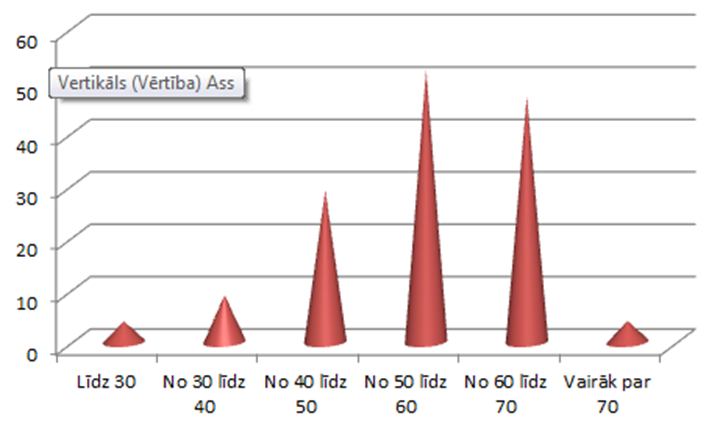 60
Vertikāls (Vērtība) Ass
50
40
30
20
10
0
Līdz 30
No 30 līdz
40
No 40 līdz
50
No 50 līdz
60
No 60 līdz
70
Vairāk par
70